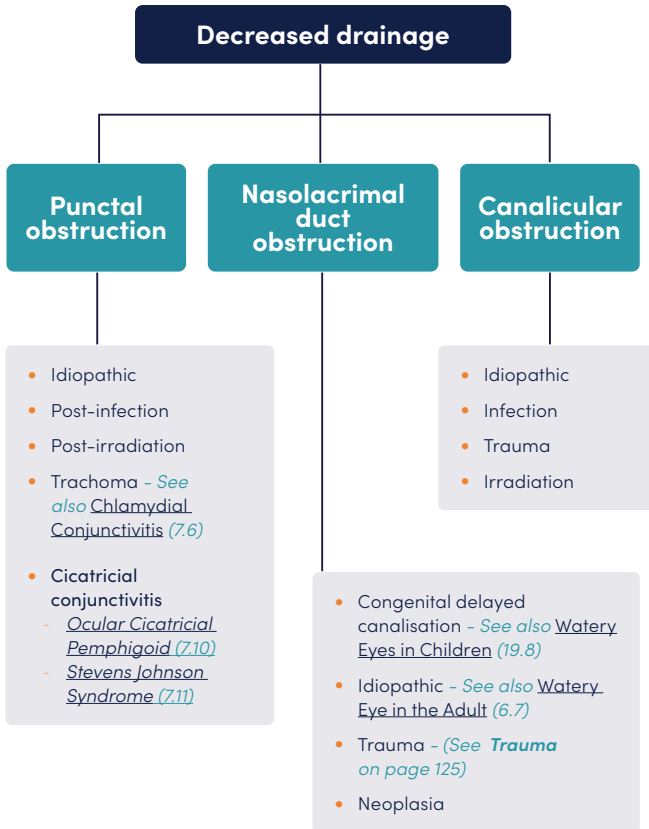 Decreased drainage
Punctal
obstruction
Nasolacrimal
duct
obstruction
Canalicular
obstruction
• Idiopathic
• Post-infection
• Post-irradiation
• Trachoma - See
also Chlamydial
Conjunctivitis (7.6)
• Cicatricial
conjunctivitis
- Ocular Cicatricial
Pemphigoid (7.10)
- Stevens Johnson
Syndrome (7.11)
• Congenital delayed
canalisation - See also Watery
Eyes in Children (19.8)
• Idiopathic - See also Watery
Eye in the Adult (6.7)
• Trauma - (See Trauma
on page 125)
• Neoplasia
• Idiopathic
• Infection
• Trauma
• Irradiation